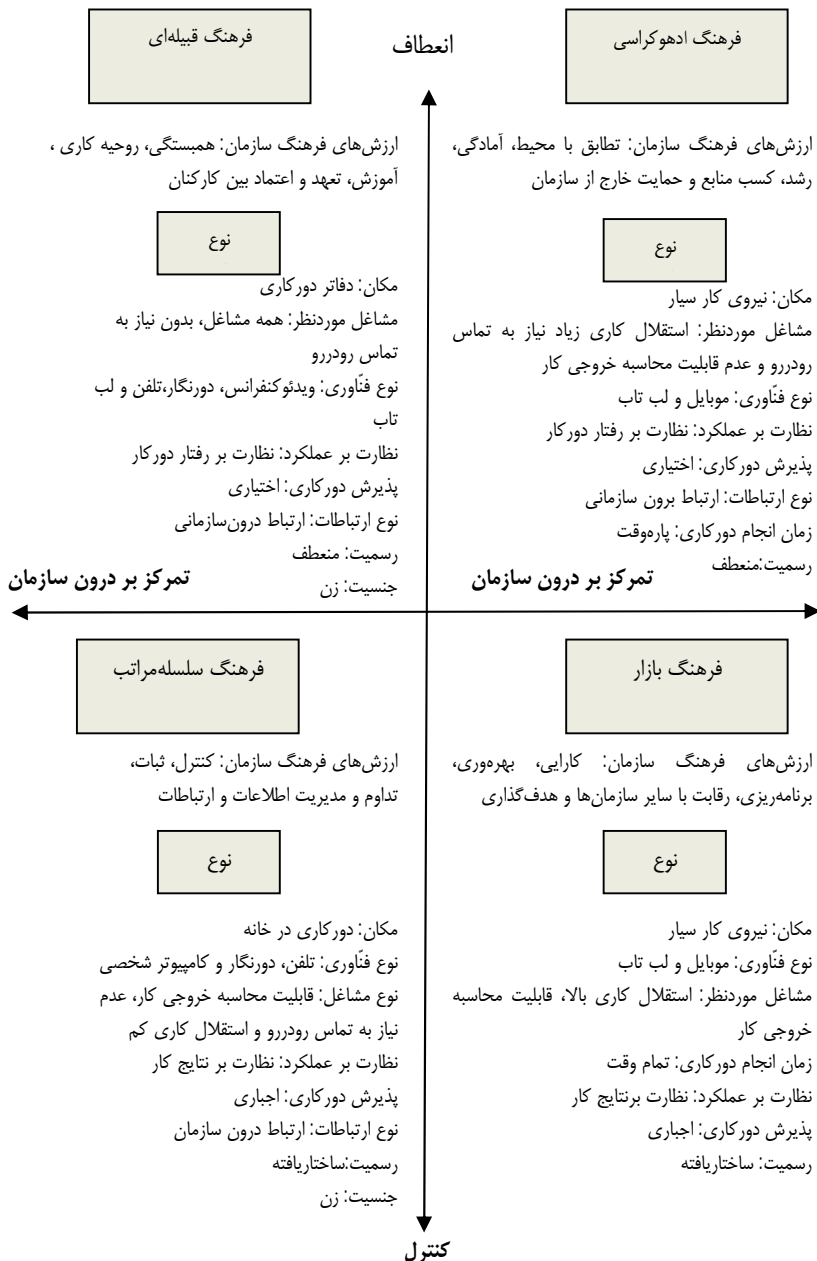 فرهنگ ادهوکراسی
انعطاف
فرهنگ قبیله‌ای
ارزش‌های فرهنگ سازمان: تطابق با محیط، آمادگی،
رشد، کسب منابع و حمایت خارج از سازمان
نوع
مکان: نیروی کار سیار
مشاغل موردنظر: استقلال کاری زیاد نیاز به تماس
رودررو و عدم قابلیت محاسبه خروجی کار
نوع فنّاوری: موبایل و لب تاب
نظارت بر عملکرد: نظارت بر رفتار دورکار
پذیرش دورکاری: اختیاری
نوع ارتباطات: ارتباط برون سازمانی
زمان انجام دورکاری: پاره‌وقت
رسمیت:منعطف
تمرکز بر درون سازمان
ارزش‌های فرهنگ سازمان: همبستگی، روحیه کاری ،
آموزش، تعهد و اعتماد بین کارکنان
نوع
مکان: دفاتر دورکاری
مشاغل موردنظر: همه مشاغل، بدون نیاز به
تماس رودررو
نوع فنّاوری: ویدئوکنفرانس، دورنگار،تلفن و لب
تاب
نظارت بر عملکرد: نظارت بر رفتار دورکار
پذیرش دورکاری: اختیاری
نوع ارتباطات: ارتباط درون‌سازمانی
رسمیت: منعطف
جنسیت: زن
تمرکز بر درون سازمان
فرهنگ بازار
ارزش‌های فرهنگ سازمان: کارایی، بهره‌وری،
برنامه‌ریزی، رقابت با سایر سازمان‌ها و هدف‌گذاری
نوع
مکان: نیروی کار سیار
نوع فنّاوری: موبایل و لب تاب
مشاغل موردنظر: استقلال کاری بالا، قابلیت محاسبه
خروجی کار
زمان انجام دورکاری: تمام وقت
نظارت بر عملکرد: نظارت برنتایج کار
پذیرش دورکاری: اجباری
رسمیت: ساختاریافته
فرهنگ سلسله‌مراتب
ارزش‌های فرهنگ سازمان: کنترل، ثبات،
تداوم و مدیریت اطلاعات و ارتباطات
نوع
مکان: دورکاری در خانه
نوع فنّاوری: تلفن، دورنگار و کامپیوتر شخصی
نوع مشاغل: قابلیت محاسبه خروجی کار، عدم
نیاز به تماس رودررو و استقلال کاری کم
نظارت بر عملکرد: نظارت بر نتایج کار
پذیرش دورکاری: اجباری
نوع ارتباطات: ارتباط درون سازمان
رسمیت:ساختاریافته
جنسیت: زن
کنترل